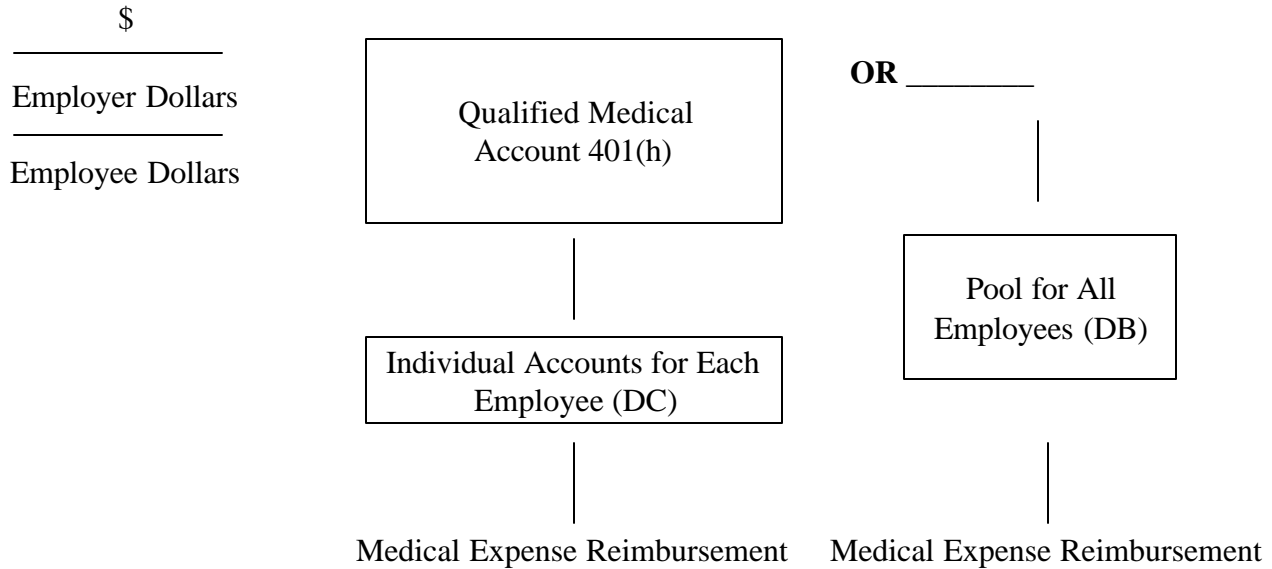 $
Employer Dollars
Employee Dollars
Qualified Medical
Account 401(h)
OR ________
Pool for All
Employees (DB)
Individual Accounts for Each
Employee (DC)
Medical Expense Reimbursement
Medical Expense Reimbursement